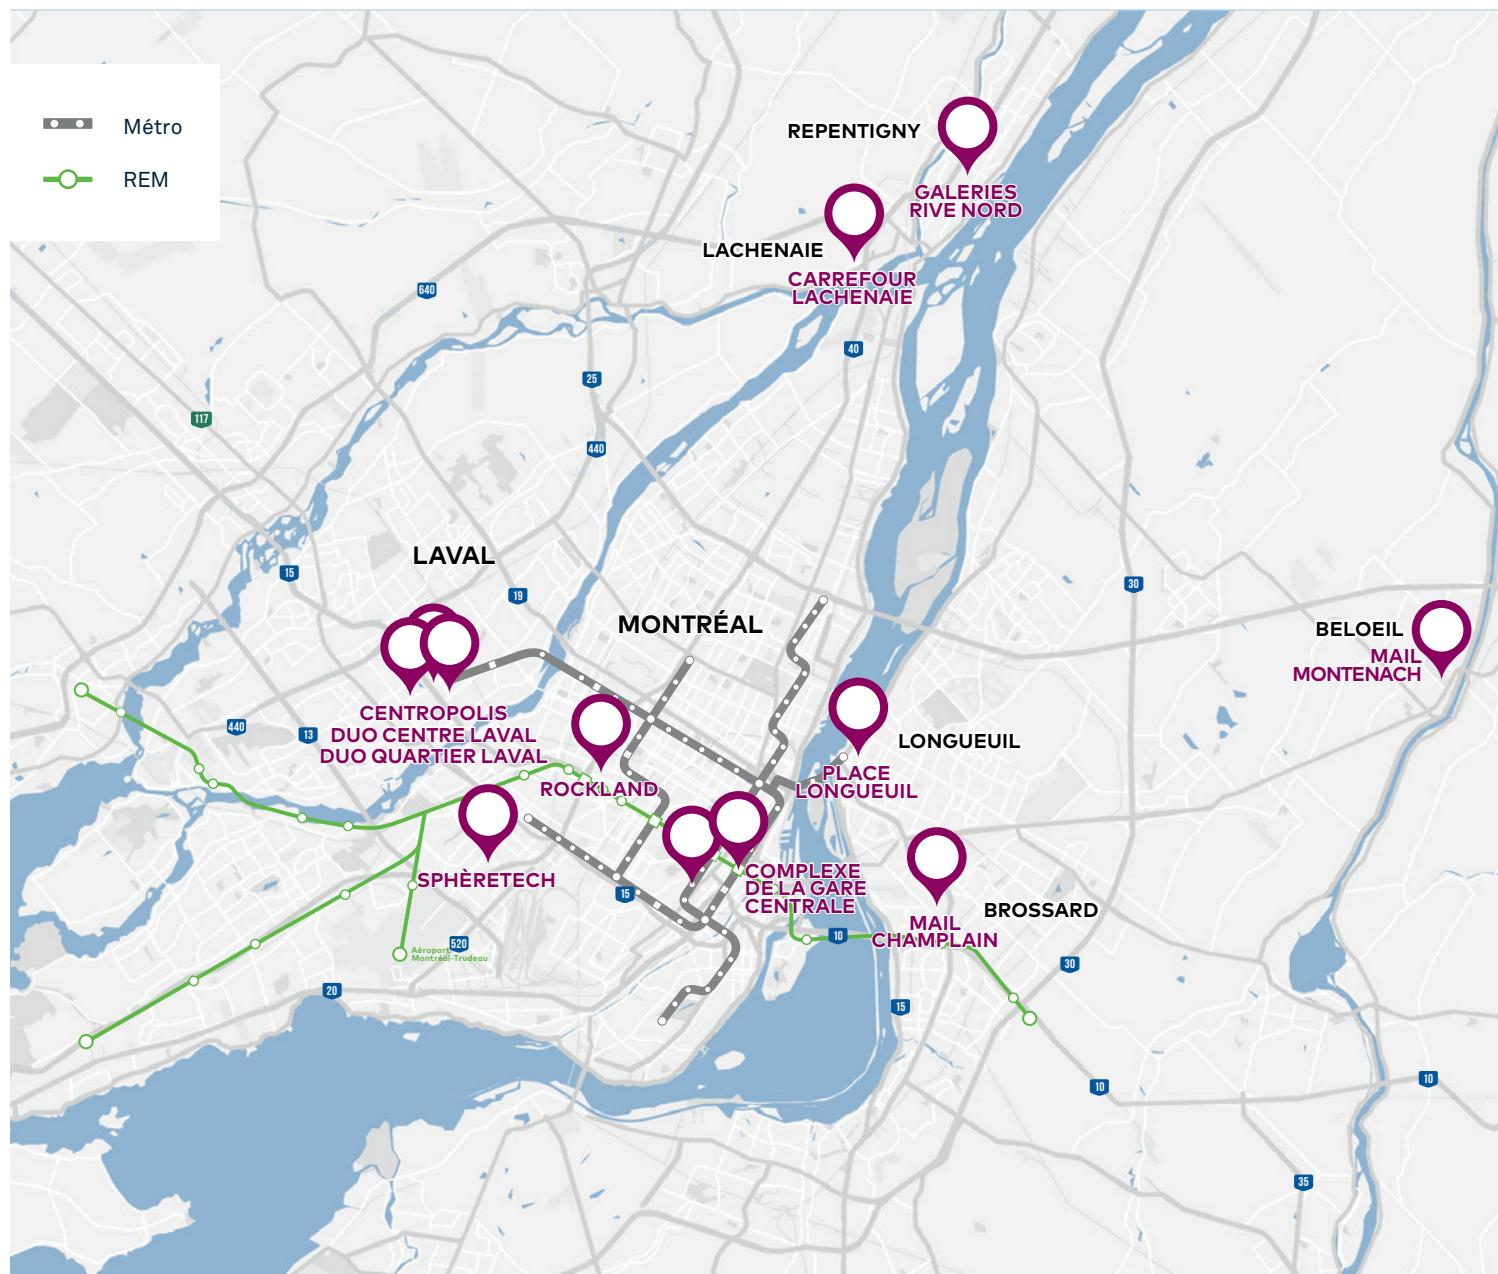 Métro
REM
REPENTIGNY
GALERIES
RIVE NORD
LACHENAIE
CARREFOUR
LACHENAIE
640
40
25
117
440
LAVAL
15
19
30
MONTRÉAL
BELOEIL
MAIL
MONTENACH
CENTROPOLIS
DUO CENTRE LAVAL
DUO QUARTIER LAVAL
440
13
ROCKLAND
LONGUEUIL
PLACE
LONGUEUIL
SPHÈRETECH
15
COMPLEXE
DE LA GARE
CENTRALE
MAIL
CHAMPLAIN
BROSSARD
10
520
Aéroport
Montréal-Trudeau
30
20
15
10
10
35